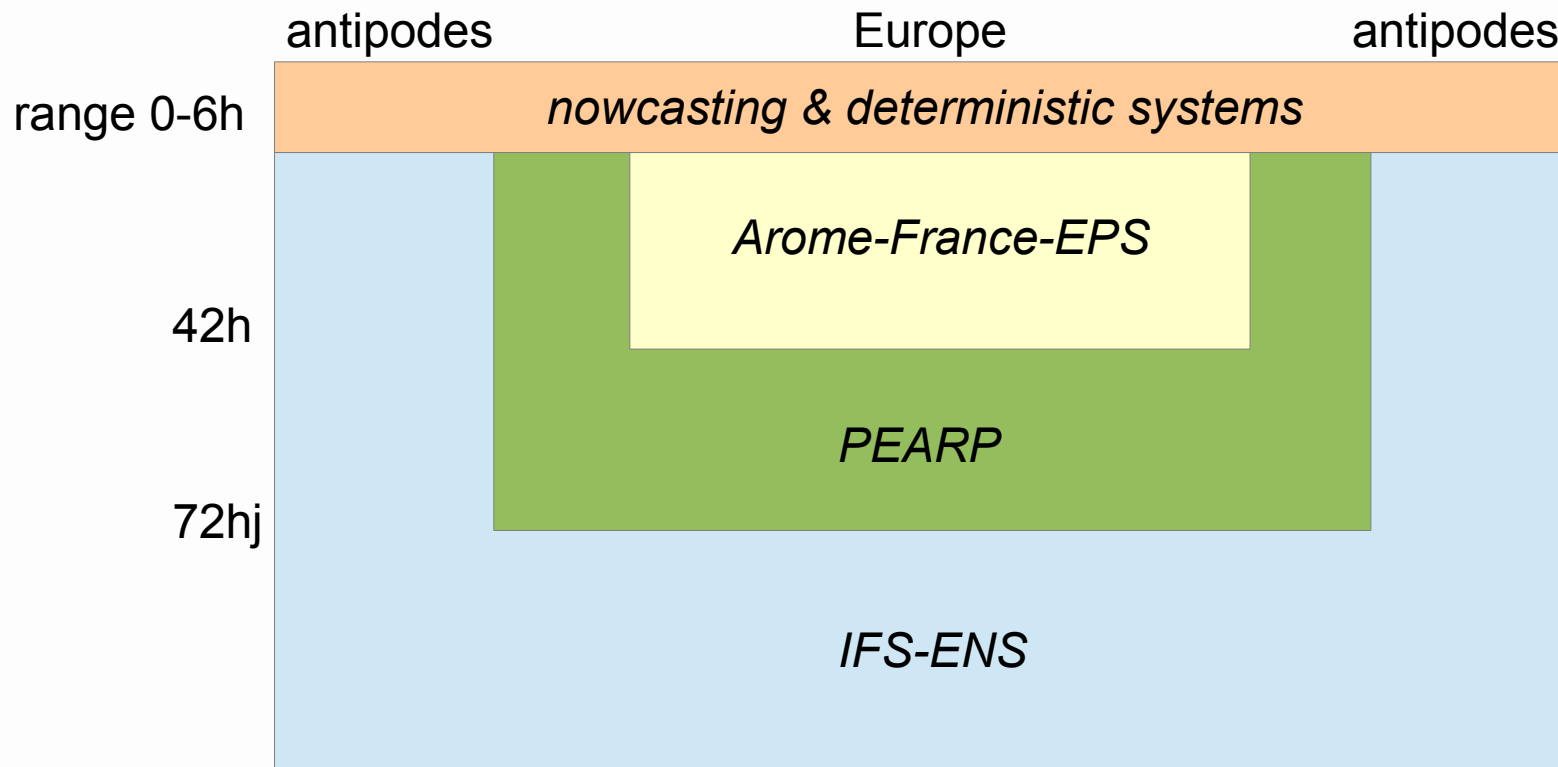 antipodes Europe antipodes
range 0-6h nowcasting & deterministic systems
Arome-France-EPS
42h
PEARP
72hj
IFS-ENS